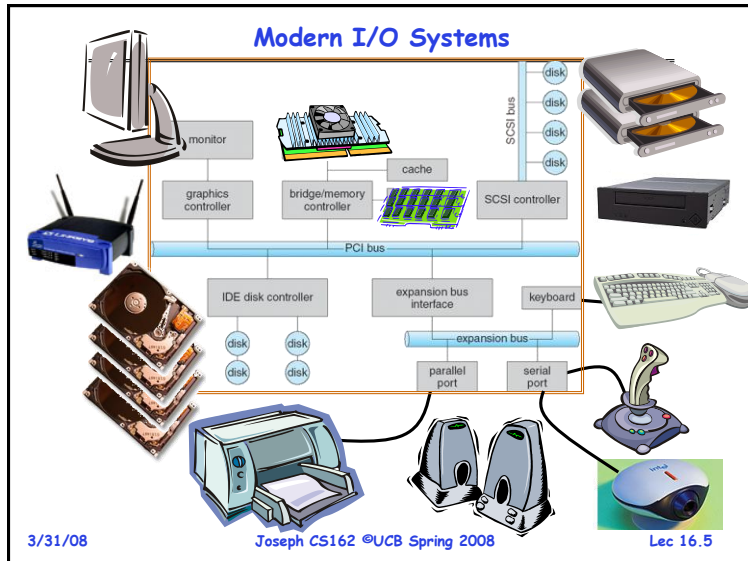 Modern I/O Systems
monitor
graphics
controller
bridge/memory
controller
cache
SCSI controller
SCSI bus
disk
disk
disk
disk
PCI bus
IDE disk controller
expansion bus
interface
keyboard
disk
disk
disk
disk
expansion bus
parallel
port
serial
port
intel
3/31/08
Joseph CS162 ©UCB Spring 2008
Lec 16.5